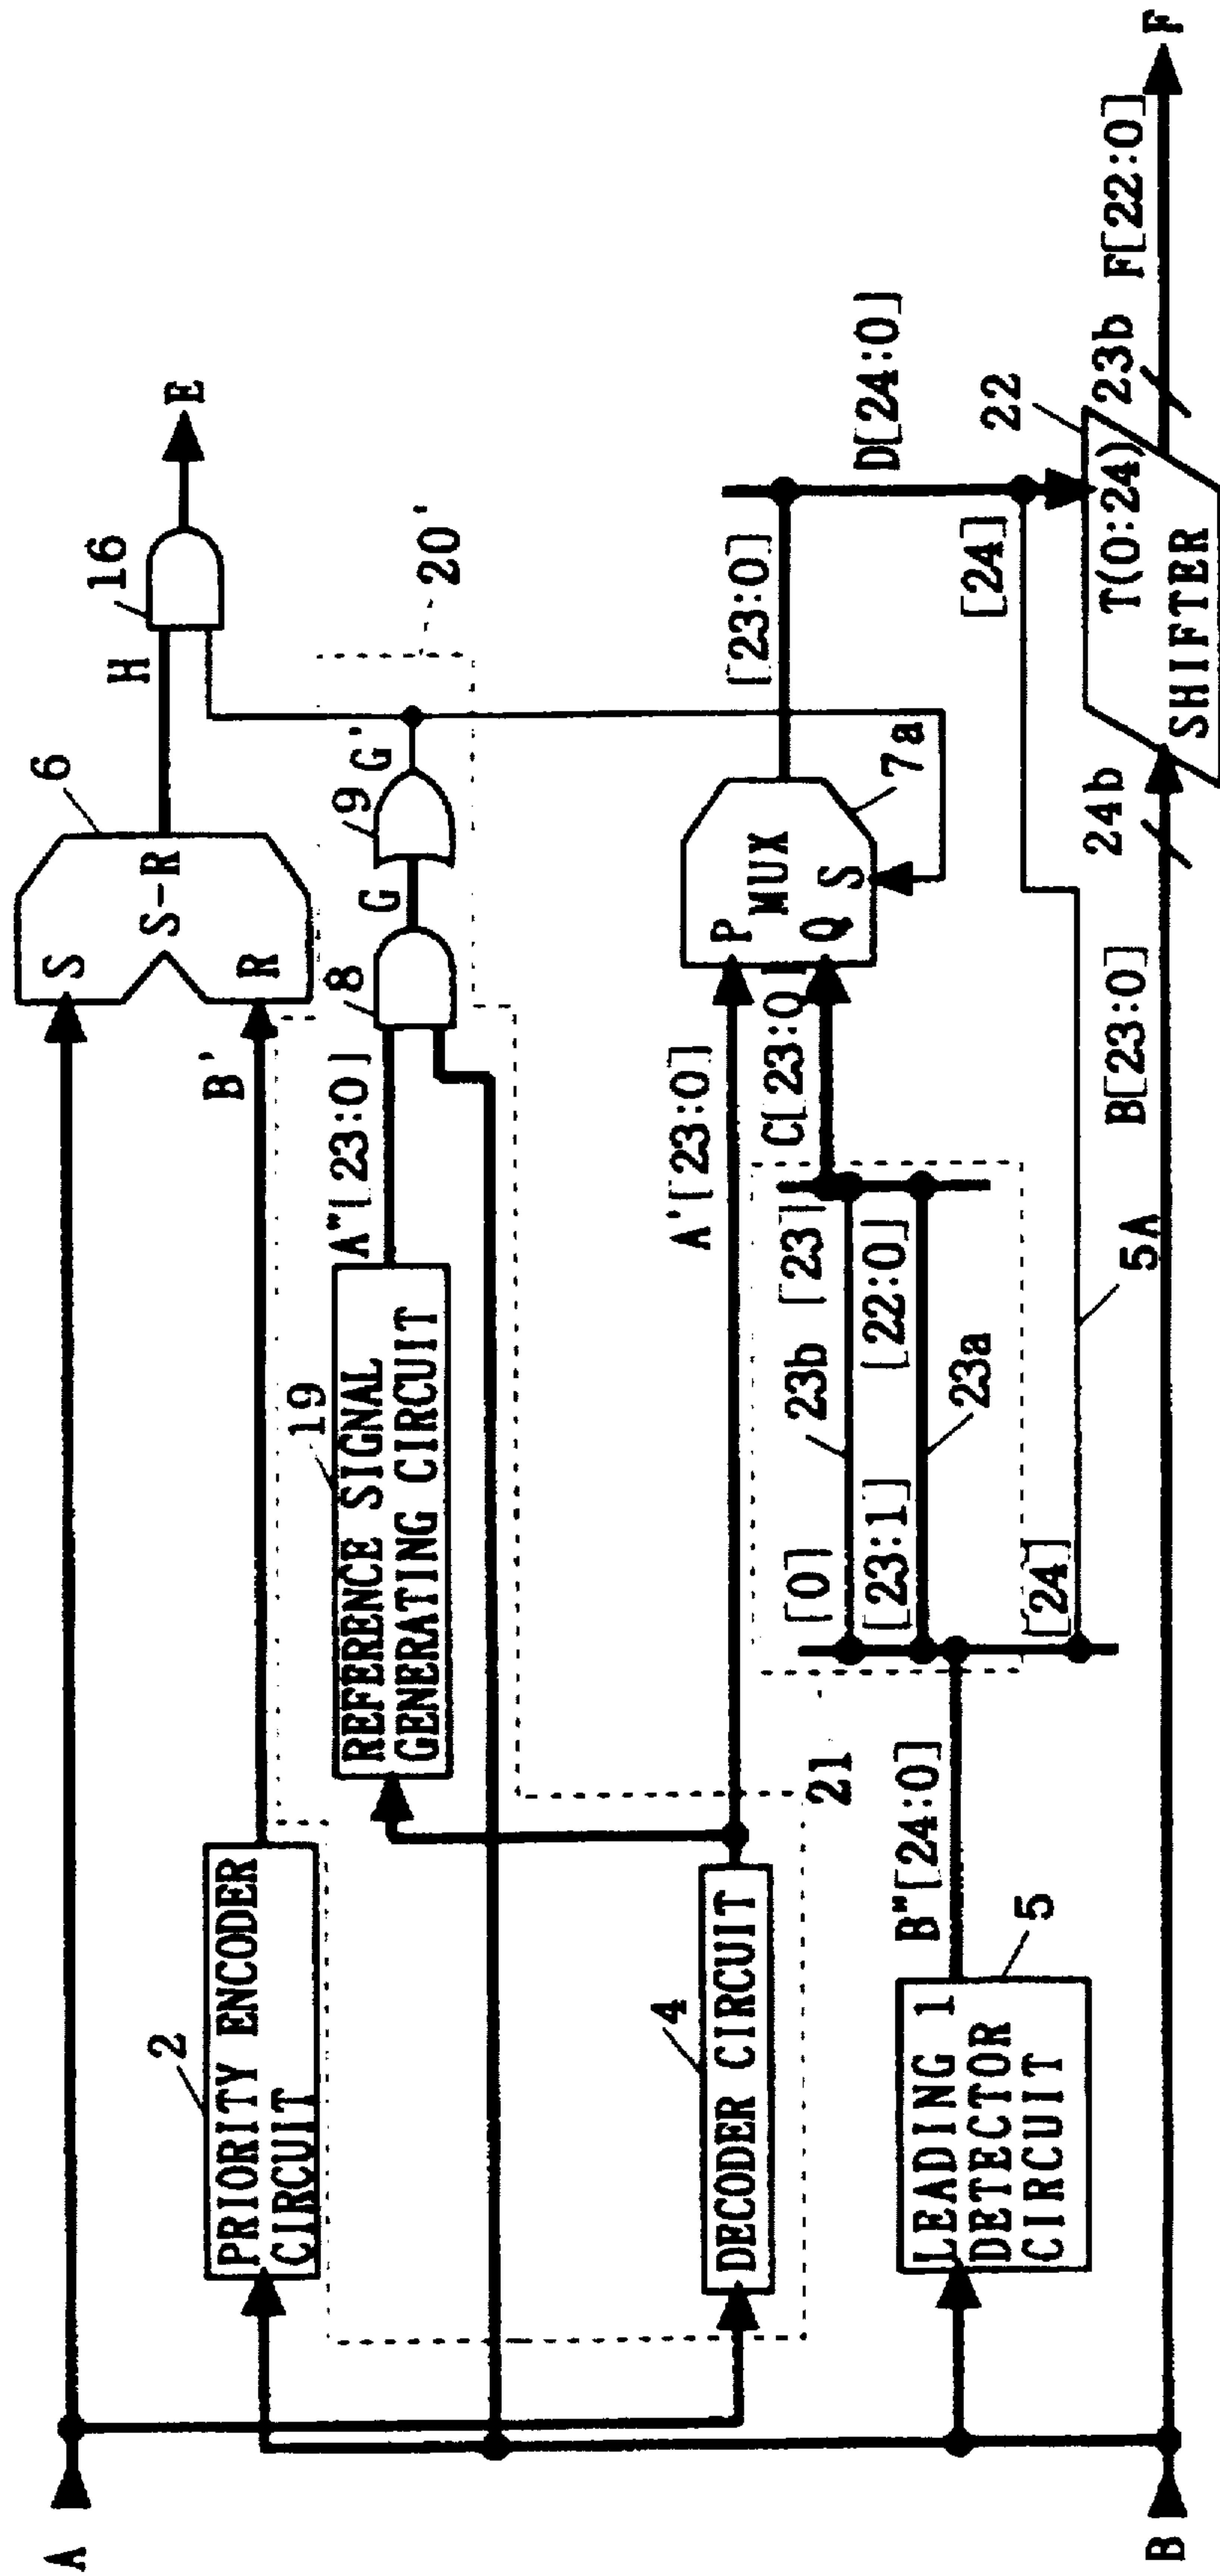 A
B
2
PRIORITY ENCODER
CIRCUIT
B'
S
S-R
R
6
H
16
E
19
REFERENCE SIGNAL
GENERATING CIRCUIT
A"[23:0]
8
G
9
G'
20'
4
DECODER CIRCUIT
A'[23:0]
P
MUX
Q
S
7a
C[23:0]
[23:0]
D[24:0]
21
[0]
23b
[23]
[23:1]
[22:0]
23a
5
LEADING 1
DETECTOR
CIRCUIT
B"[24:0]
[24]
5A
[24]
B[23:0]
24b
T(0:24)
SHIFTER
22
23b
F[22:0]
F